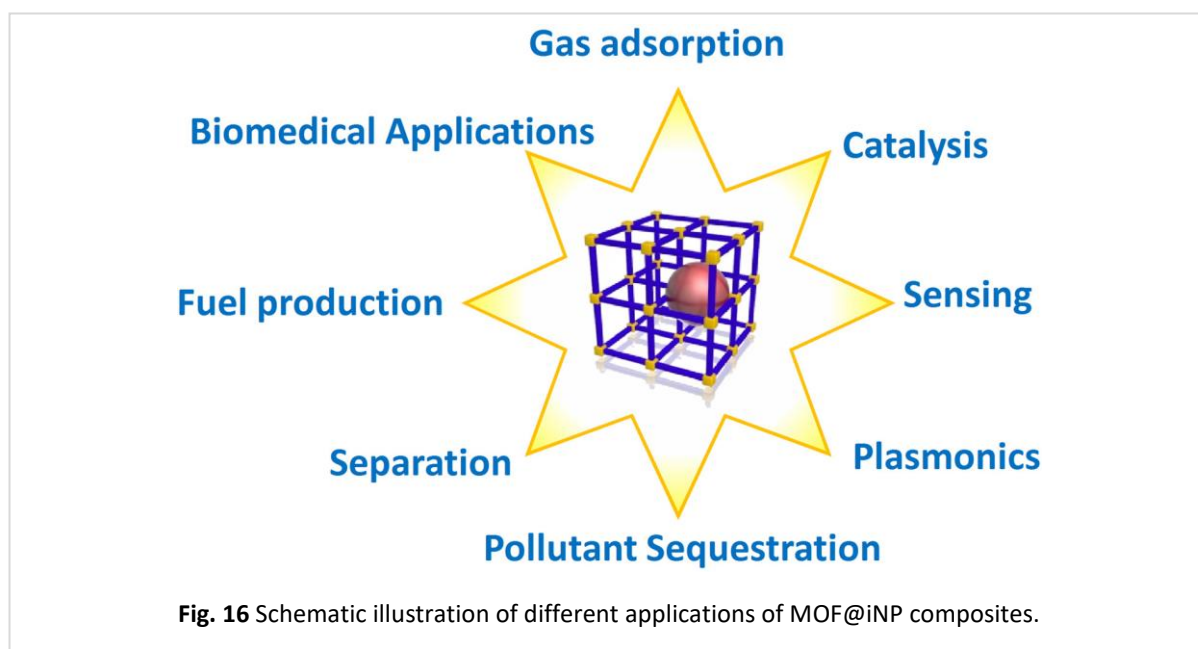 Gas adsorption
Biomedical Applications
Catalysis
Fuel production
Sensing
Separation
Plasmonics
Pollutant Sequestration
Fig. 16 Schematic illustration of different applications of MOF@iNP composites.